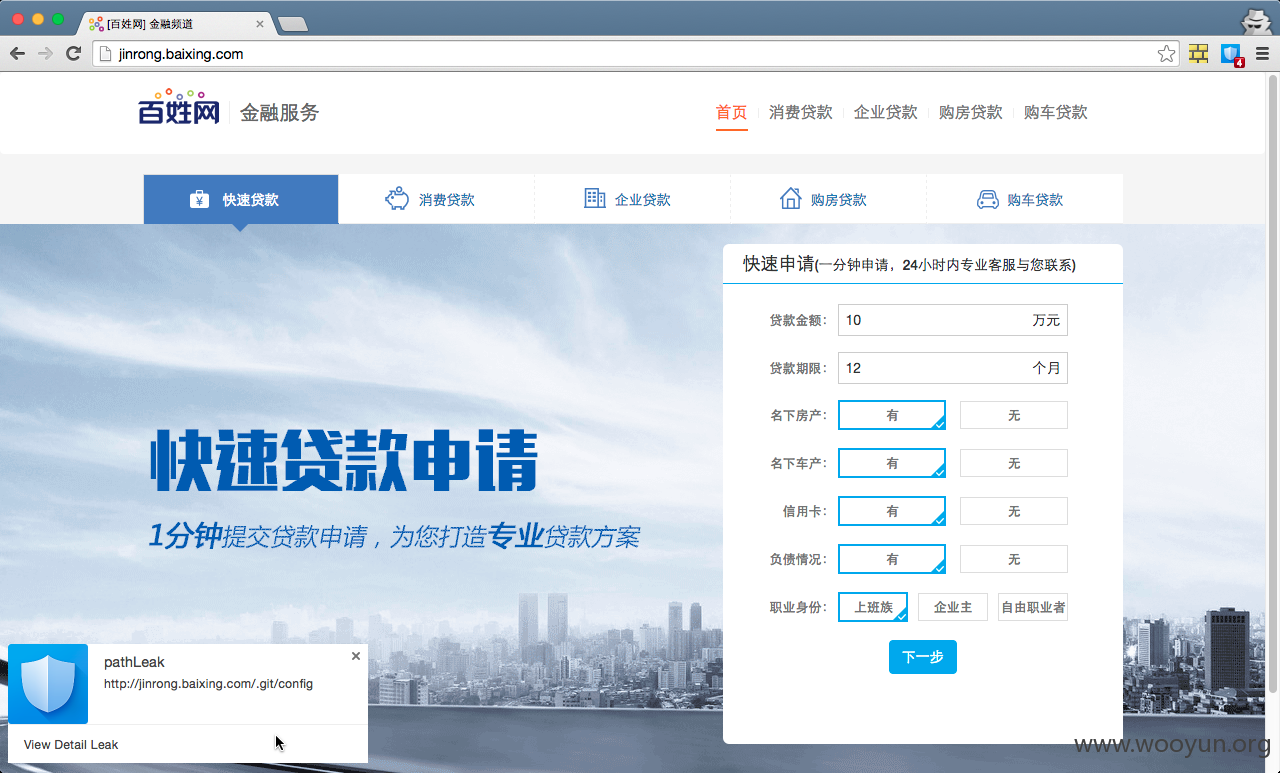 [百姓网] 金融频道
jinrong.baixing.com
4
百姓网 金融服务
首页 消费贷款 企业贷款 购房贷款 购车贷款
快速贷款 消费贷款 企业贷款 购房贷款 购车贷款
快速申请(一分钟申请，24小时内专业客服与您联系)
贷款金额： 10 万元
贷款期限： 12 个月
名下房产： 有 无
名下车产： 有 无
信用卡： 有 无
负债情况： 有 无
职业身份： 上班族 企业主 自由职业者
下一步
快速贷款申请
1分钟提交贷款申请，为您打造专业贷款方案
pathLeak
http://jinrong.baixing.com/.git/config
View Detail Leak
www.wooyun.org